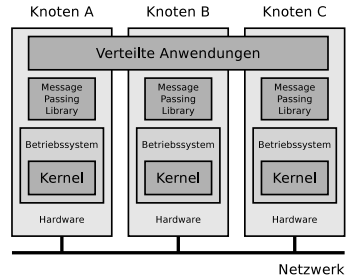 Knoten A Knoten B Knoten C
Verteilte Anwendungen
Message Message Message
Passing Passing Passing
Library Library Library
Betriebssystem Betriebssystem Betriebssystem
Kernel Kernel Kernel
Hardware Hardware Hardware
Netzwerk